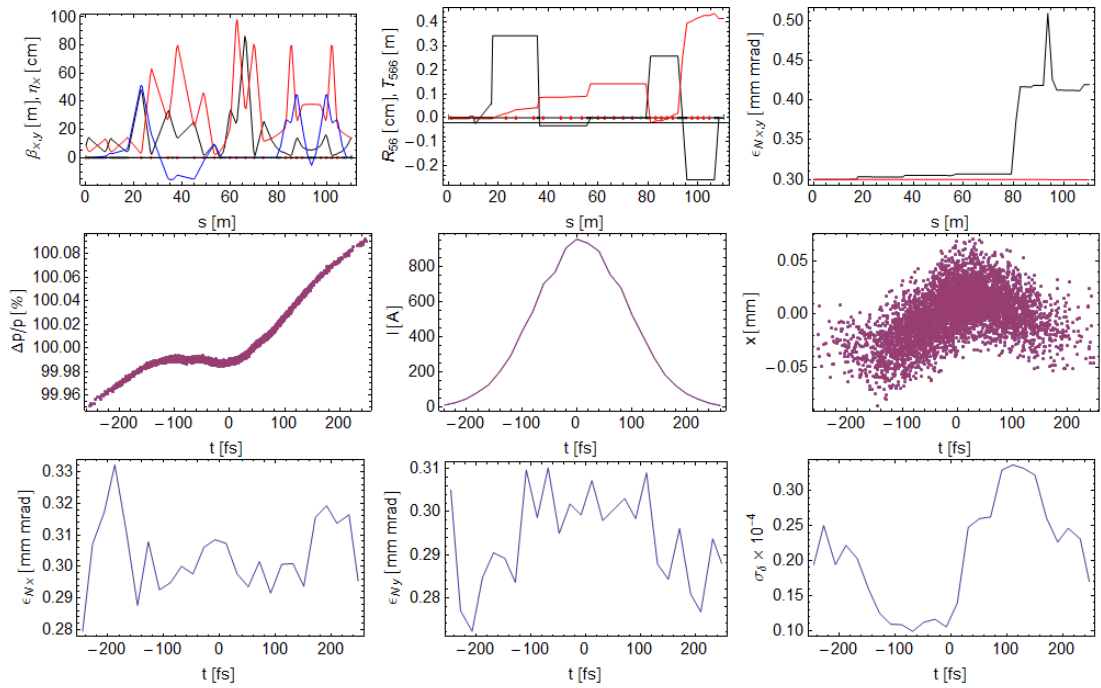 β_{x,y} [m], η_x [cm]
100
80
60
40
20
0
0 20 40 60 80 100
s [m]
R_{56} [cm], T_{566} [m]
0.4
0.3
0.2
0.1
0.0
−0.1
−0.2
0 20 40 60 80 100
s [m]
ϵ_{Nx,y} [mm mrad]
0.50
0.45
0.40
0.35
0.30
0 20 40 60 80 100
s [m]
Δp/p [%]
100.08
100.06
100.04
100.02
100.00
99.98
99.96
−200 −100 0 100 200
t [fs]
I [A]
800
600
400
200
0
−200 −100 0 100 200
t [fs]
x [mm]
0.05
0.00
−0.05
−200 −100 0 100 200
t [fs]
ϵ_{Nx} [mm mrad]
0.33
0.32
0.31
0.30
0.29
0.28
−200 −100 0 100 200
t [fs]
ϵ_{Ny} [mm mrad]
0.31
0.30
0.29
0.28
−200 −100 0 100 200
t [fs]
σ_δ × 10^{-4}
0.30
0.25
0.20
0.15
0.10
−200 −100 0 100 200
t [fs]